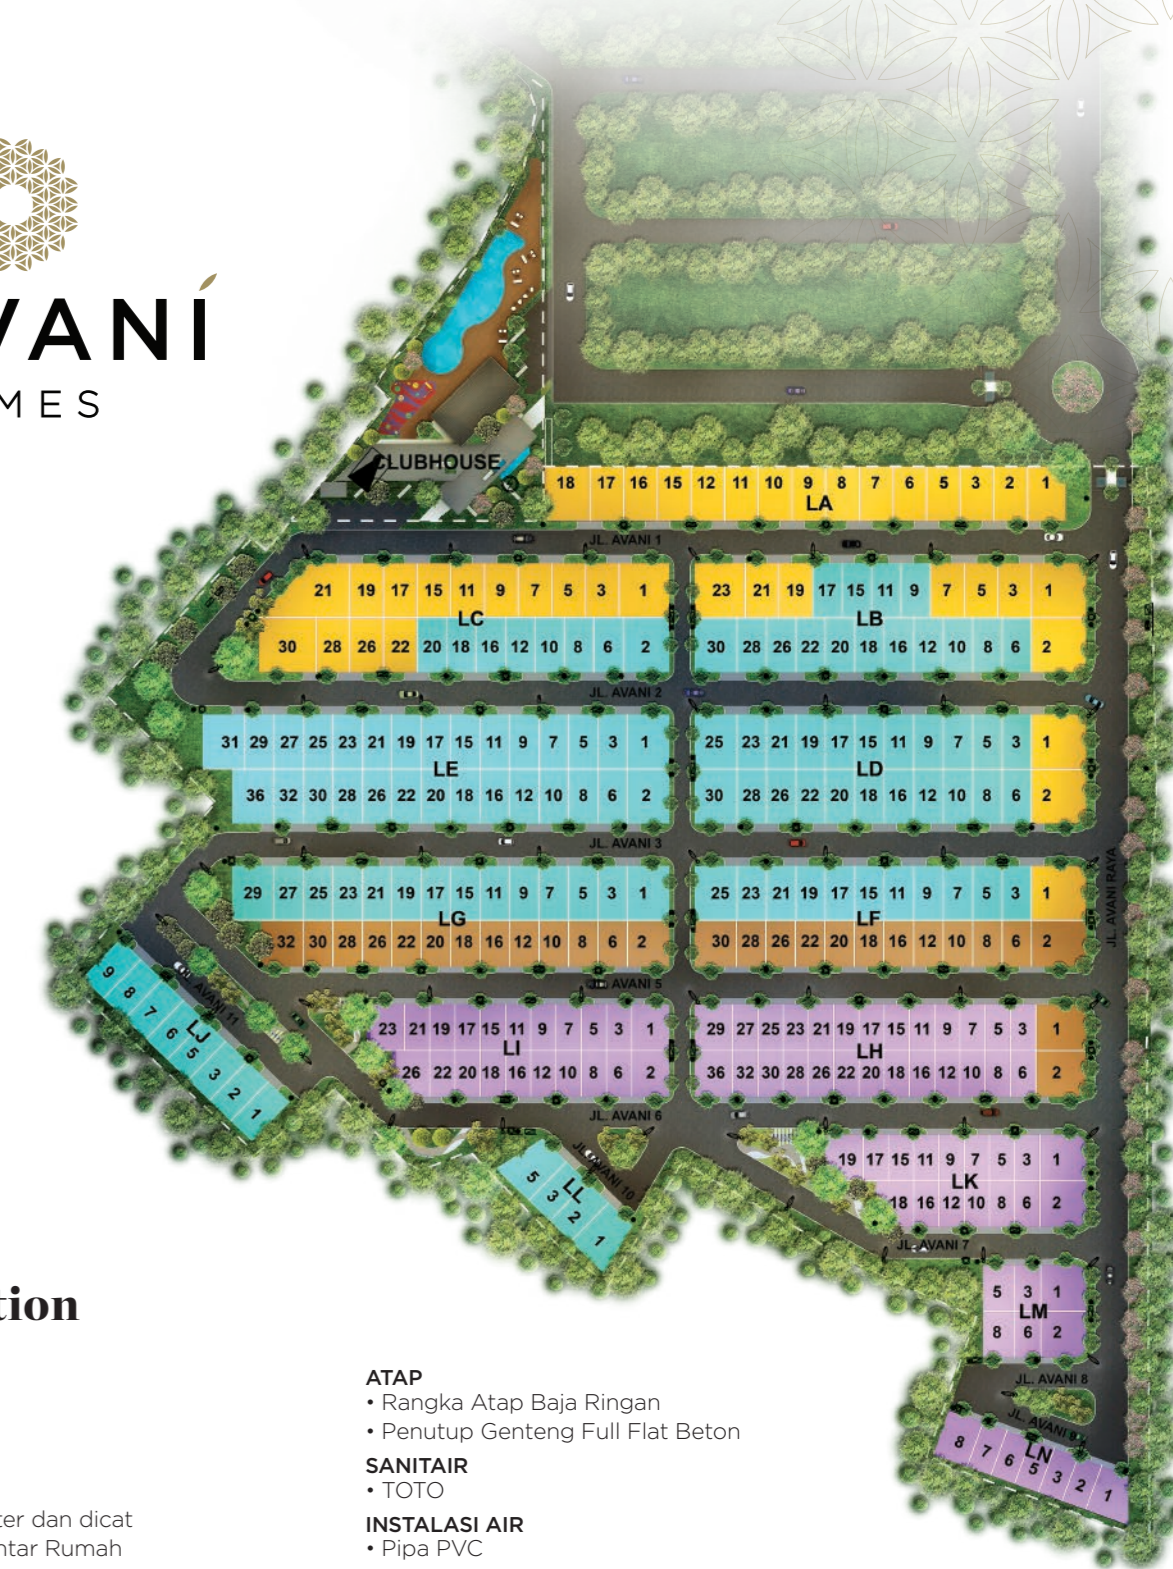 VANÍ
MES
CLUBHOUSE
18 17 16 15 12 11 10 9 8 7 6 5 3 2 1
LA
JL. AVANI 1
21 19 17 15 11 9 7 5 3 1
LC
30 28 26 22 20 18 16 12 10 8 6 2
23 21 19 17 15 11 9 7 5 3 1
LB
30 28 26 22 20 18 16 12 10 8 6 2
JL. AVANI 2
31 29 27 25 23 21 19 17 15 11 9 7 5 3 1
LE
36 32 30 28 26 22 20 18 16 12 10 8 6 2
25 23 21 19 17 15 11 9 7 5 3 1
LD
30 28 26 22 20 18 16 12 10 8 6 2
JL. AVANI 3
JL. AVANI RAYA
29 27 25 23 21 19 17 15 11 9 7 5 3 1
LG
32 30 28 26 22 20 18 16 12 10 8 6 2
25 23 21 19 17 15 11 9 7 5 3 1
LF
30 28 26 22 20 18 16 12 10 8 6 2
JL. AVANI 5
9 8 7 6 5 3 2 1
LJ
JL. AVANI 11
23 21 19 17 15 11 9 7 5 3 1
LI
26 22 20 18 16 12 10 8 6 2
29 27 25 23 21 19 17 15 11 9 7 5 3 1
LH
36 32 30 28 26 22 20 18 16 12 10 8 6 2
JL. AVANI 6
JL. AVANI 10
5 3 2 1
LL
19 17 15 11 9 7 5 3 1
LK
18 16 12 10 8 6 2
JL. AVANI 7
5 3 1
LM
8 6 2
JL. AVANI 8
JL. AVANI 9
LN
8 7 6 5 3 2 1
tion
ter dan dicat
ntar Rumah
ATAP
• Rangka Atap Baja Ringan
• Penutup Genteng Full Flat Beton
SANITAIR
• TOTO
INSTALASI AIR
• Pipa PVC